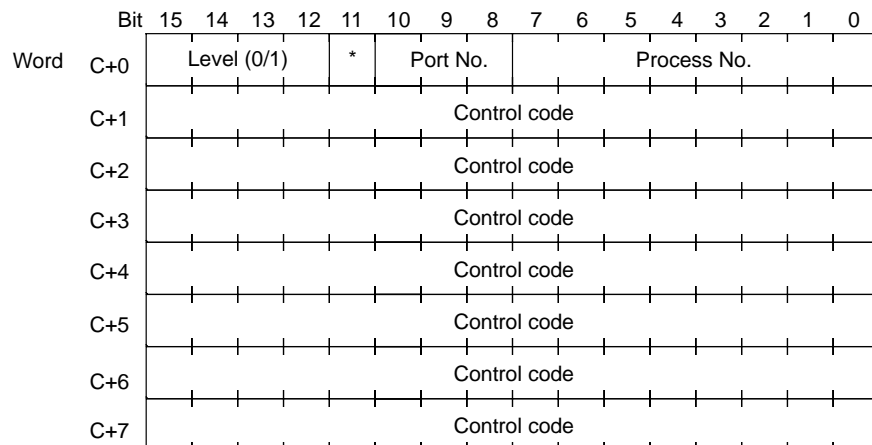 Bit 15 14 13 12 11 10 9 8 7 6 5 4 3 2 1 0
Word C+0 Level (0/1) * Port No. Process No.
C+1 Control code
C+2 Control code
C+3 Control code
C+4 Control code
C+5 Control code
C+6 Control code
C+7 Control code